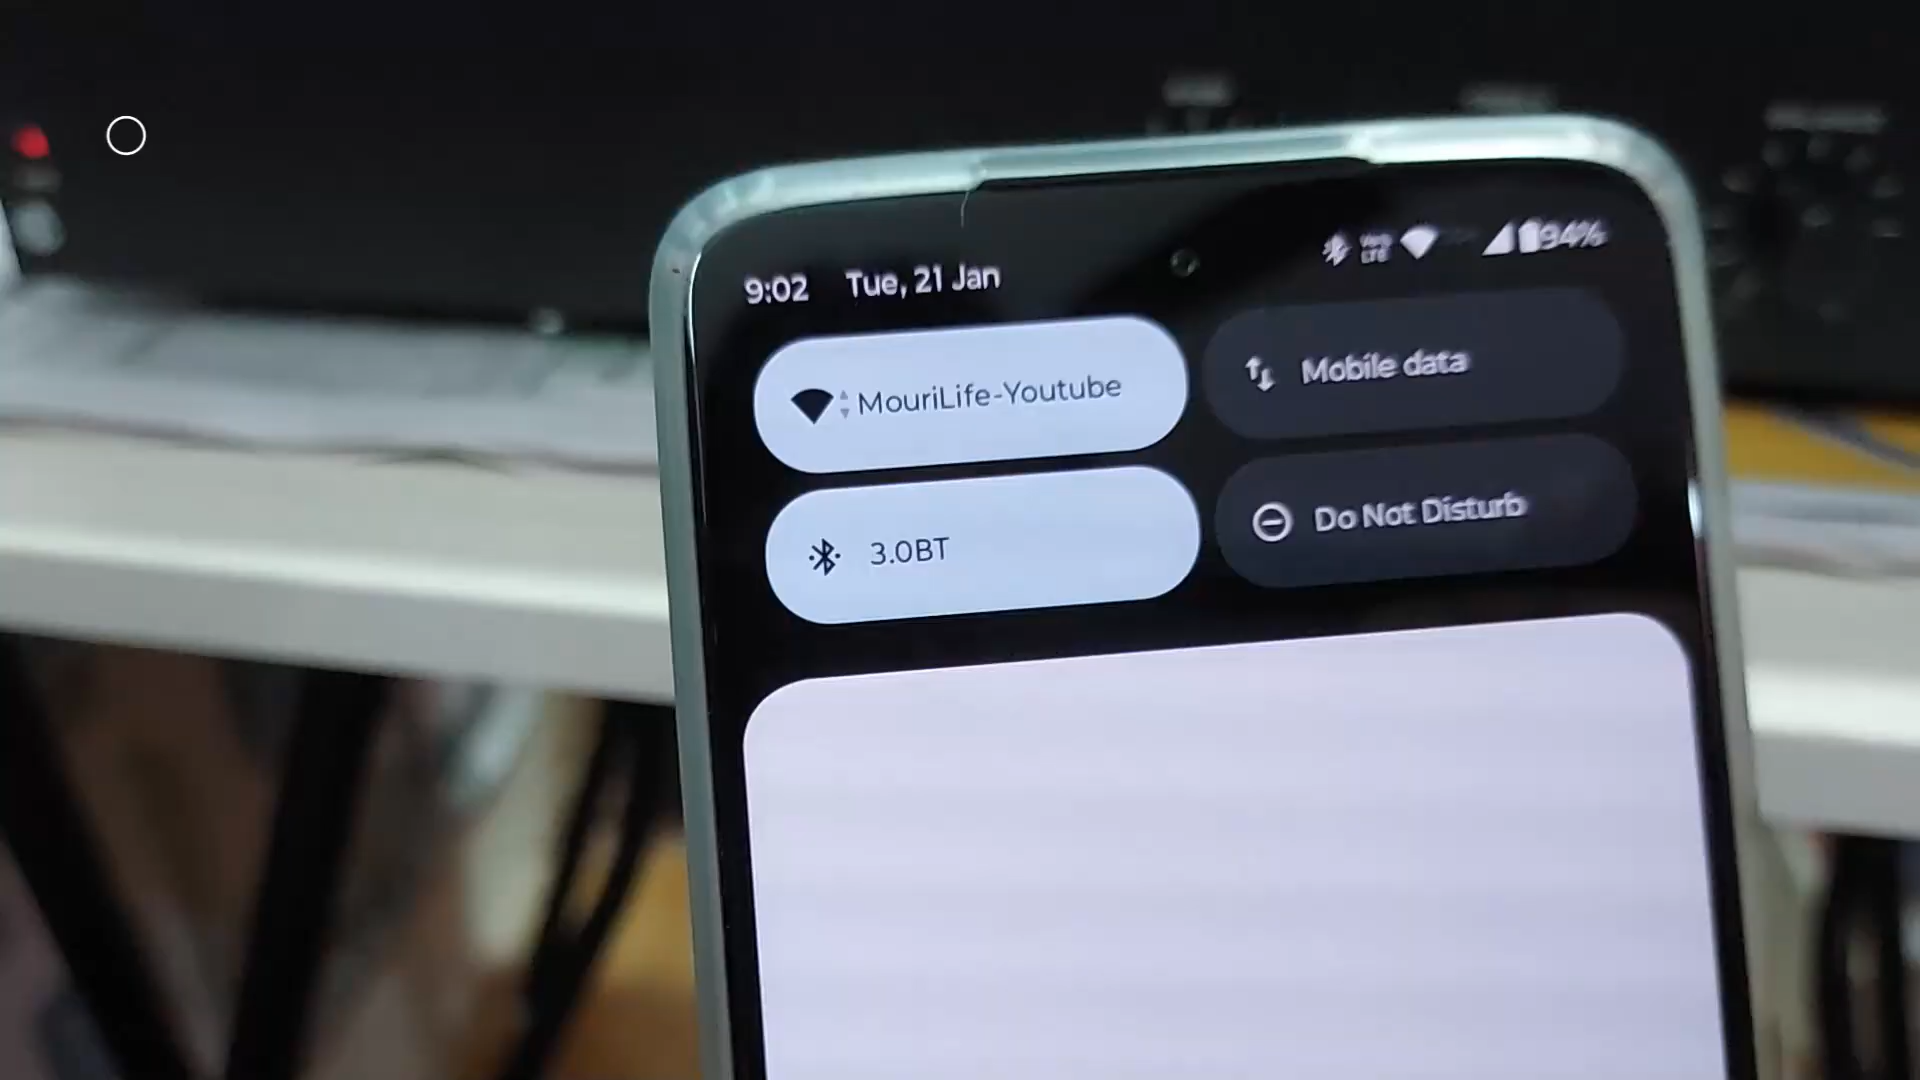 9:02 Tue, 21 Jan 94%
MouriLife-Youtube
Mobile data
3.0BT
Do Not Disturb